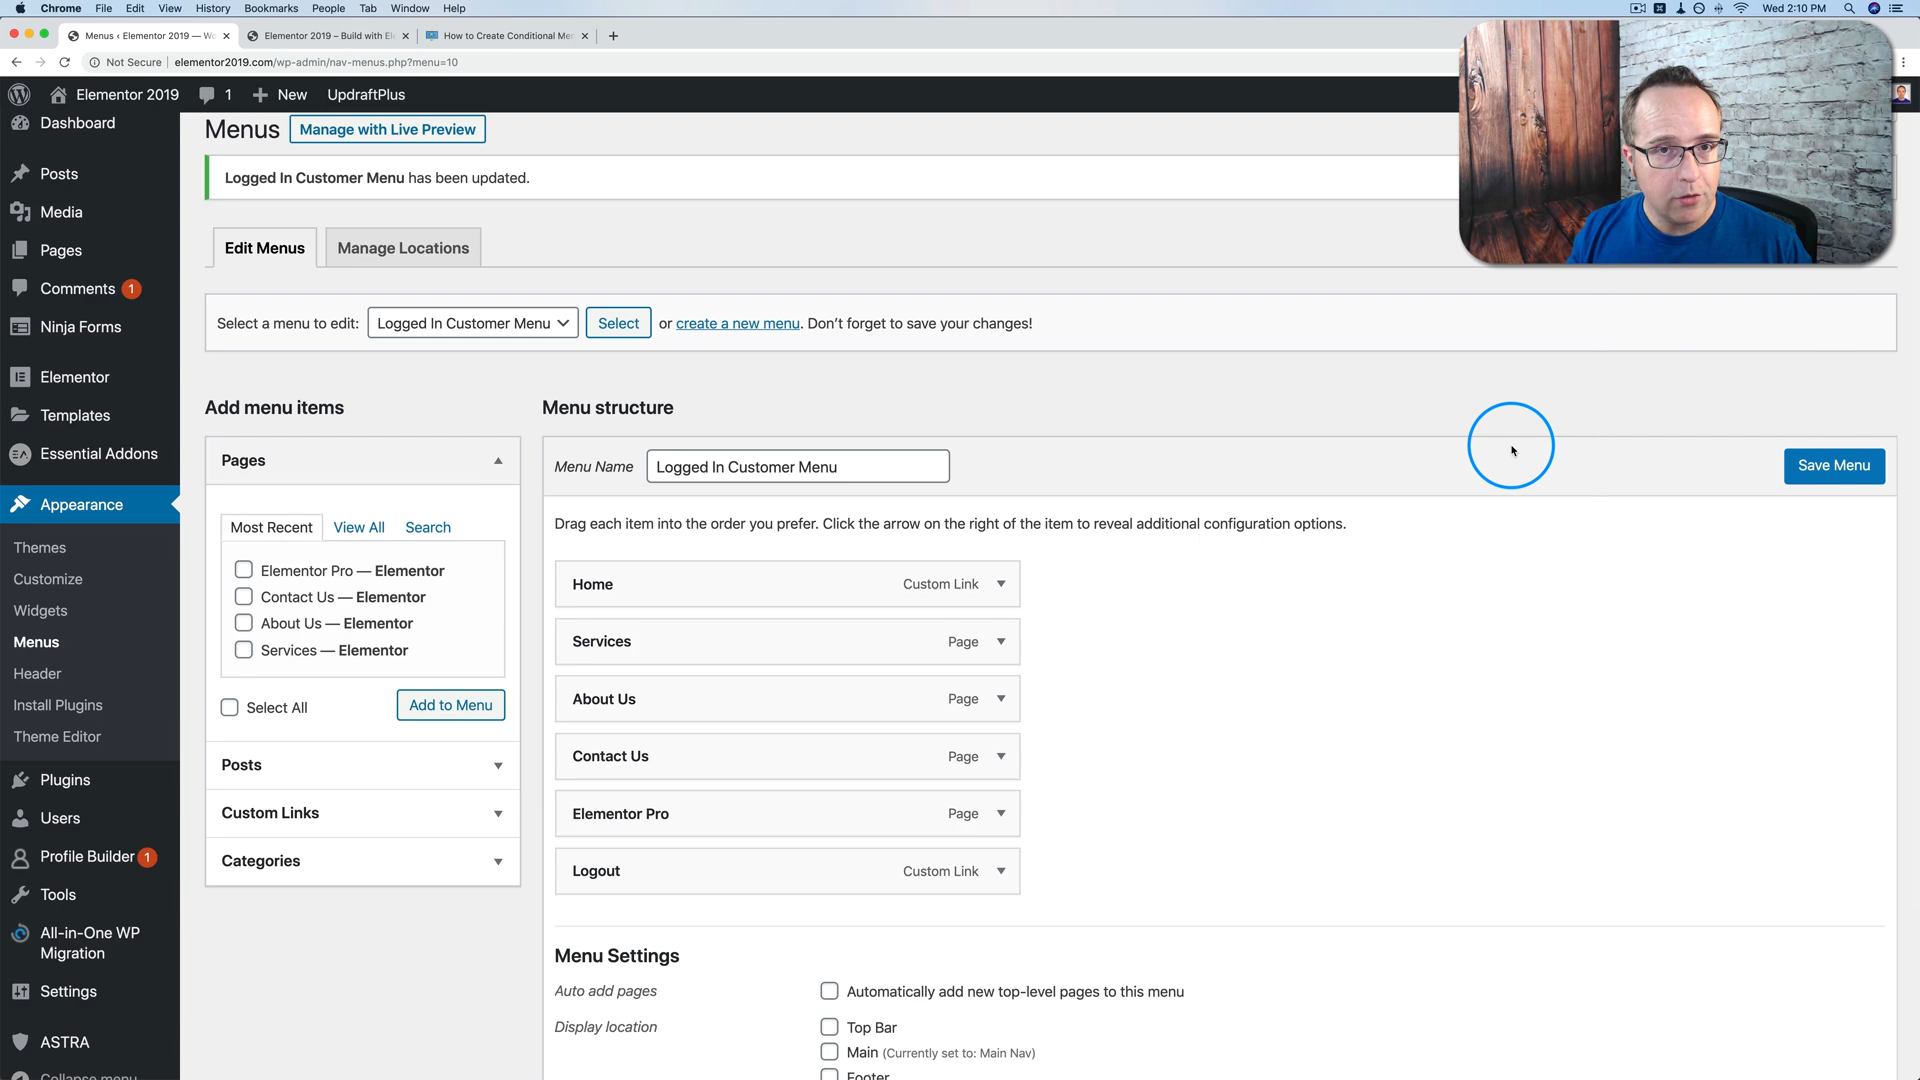 Chrome File Edit View History Bookmarks People Tab Window Help Wed 2:10 PM
Menus ‹ Elementor 2019 — Wo
Elementor 2019 – Build with El
How to Create Conditional Men
Not Secure elementor2019.com/wp-admin/nav-menus.php?menu=10
Elementor 2019 1 New UpdraftPlus
Dashboard
Posts
Media
Pages
Comments 1
Ninja Forms
Elementor
Templates
Essential Addons
Appearance
Themes
Customize
Widgets
Menus
Header
Install Plugins
Theme Editor
Plugins
Users
Profile Builder 1
Tools
All-in-One WP
Migration
Settings
ASTRA
Collapse menu
Menus Manage with Live Preview
Logged In Customer Menu has been updated.
Edit Menus Manage Locations
Select a menu to edit: Logged In Customer Menu Select or create a new menu. Don’t forget to save your changes!
Add menu items
Pages
Most Recent View All Search
Elementor Pro — Elementor
Contact Us — Elementor
About Us — Elementor
Services — Elementor
Select All Add to Menu
Posts
Custom Links
Categories
Menu structure
Menu Name Logged In Customer Menu Save Menu
Drag each item into the order you prefer. Click the arrow on the right of the item to reveal additional configuration options.
Home Custom Link
Services Page
About Us Page
Contact Us Page
Elementor Pro Page
Logout Custom Link
Menu Settings
Auto add pages Automatically add new top-level pages to this menu
Display location Top Bar
Main (Currently set to: Main Nav)
Footer